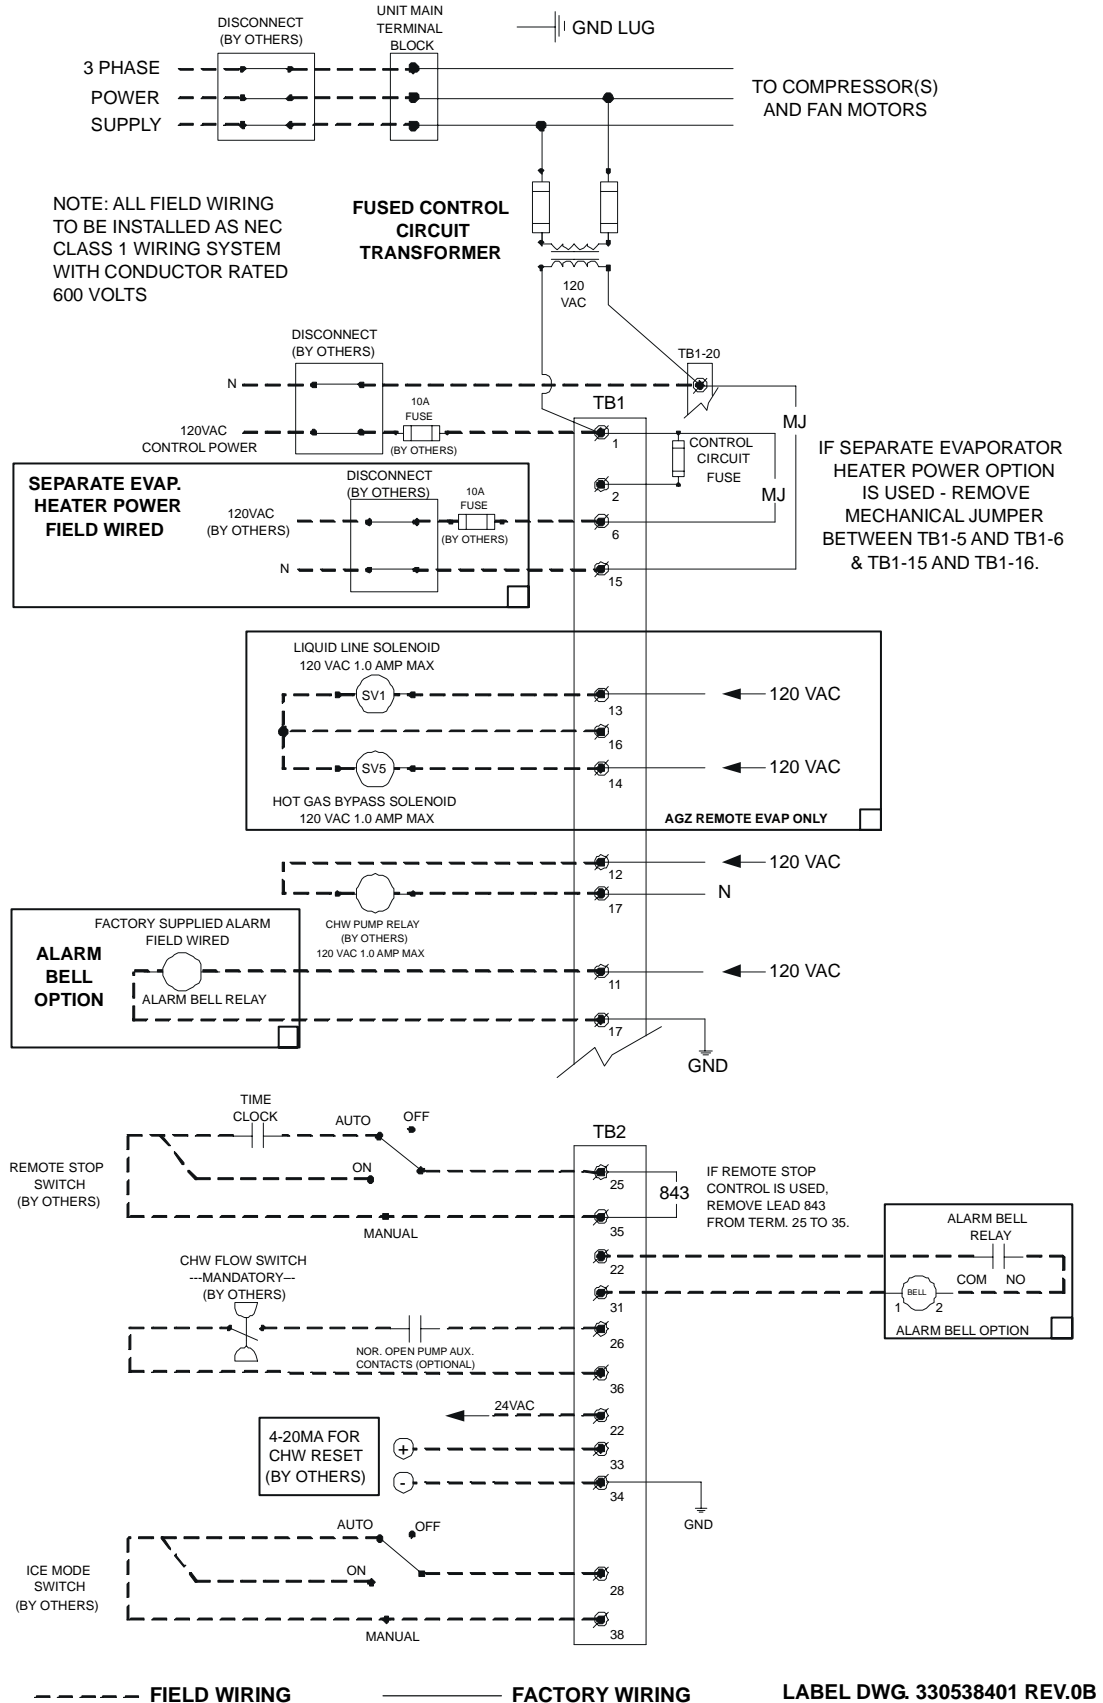 DISCONNECT
(BY OTHERS)
UNIT MAIN
TERMINAL
BLOCK
GND LUG
3 PHASE
POWER
SUPPLY
TO COMPRESSOR(S)
AND FAN MOTORS
NOTE: ALL FIELD WIRING
TO BE INSTALLED AS NEC
CLASS 1 WIRING SYSTEM
WITH CONDUCTOR RATED
600 VOLTS
FUSED CONTROL
CIRCUIT
TRANSFORMER
120
VAC
DISCONNECT
(BY OTHERS)
TB1-20
N
10A
FUSE
(BY OTHERS)
120VAC
CONTROL POWER
TB1
1
MJ
CONTROL
CIRCUIT
FUSE
2
MJ
6
15
IF SEPARATE EVAPORATOR
HEATER POWER OPTION
IS USED - REMOVE
MECHANICAL JUMPER
BETWEEN TB1-5 AND TB1-6
& TB1-15 AND TB1-16.
SEPARATE EVAP.
HEATER POWER
FIELD WIRED
DISCONNECT
(BY OTHERS)
10A
FUSE
(BY OTHERS)
120VAC
(BY OTHERS)
N
LIQUID LINE SOLENOID
120 VAC 1.0 AMP MAX
SV1
13
120 VAC
16
SV5
14
120 VAC
HOT GAS BYPASS SOLENOID
120 VAC 1.0 AMP MAX
AGZ REMOTE EVAP ONLY
12
120 VAC
17
N
CHW PUMP RELAY
(BY OTHERS)
120 VAC 1.0 AMP MAX
ALARM
BELL
OPTION
FACTORY SUPPLIED ALARM
FIELD WIRED
ALARM BELL RELAY
11
120 VAC
17
GND
TIME
CLOCK
AUTO
OFF
ON
REMOTE STOP
SWITCH
(BY OTHERS)
MANUAL
TB2
25
843
35
IF REMOTE STOP
CONTROL IS USED,
REMOVE LEAD 843
FROM TERM. 25 TO 35.
22
31
ALARM BELL
RELAY
COM
NO
BELL
1
2
ALARM BELL OPTION
CHW FLOW SWITCH
---MANDATORY---
(BY OTHERS)
NOR. OPEN PUMP AUX.
CONTACTS (OPTIONAL)
26
36
24VAC
22
4-20MA FOR
CHW RESET
(BY OTHERS)
+
33
-
34
GND
AUTO
OFF
ON
ICE MODE
SWITCH
(BY OTHERS)
MANUAL
28
38
FIELD WIRING
FACTORY WIRING
LABEL DWG. 330538401 REV.0B